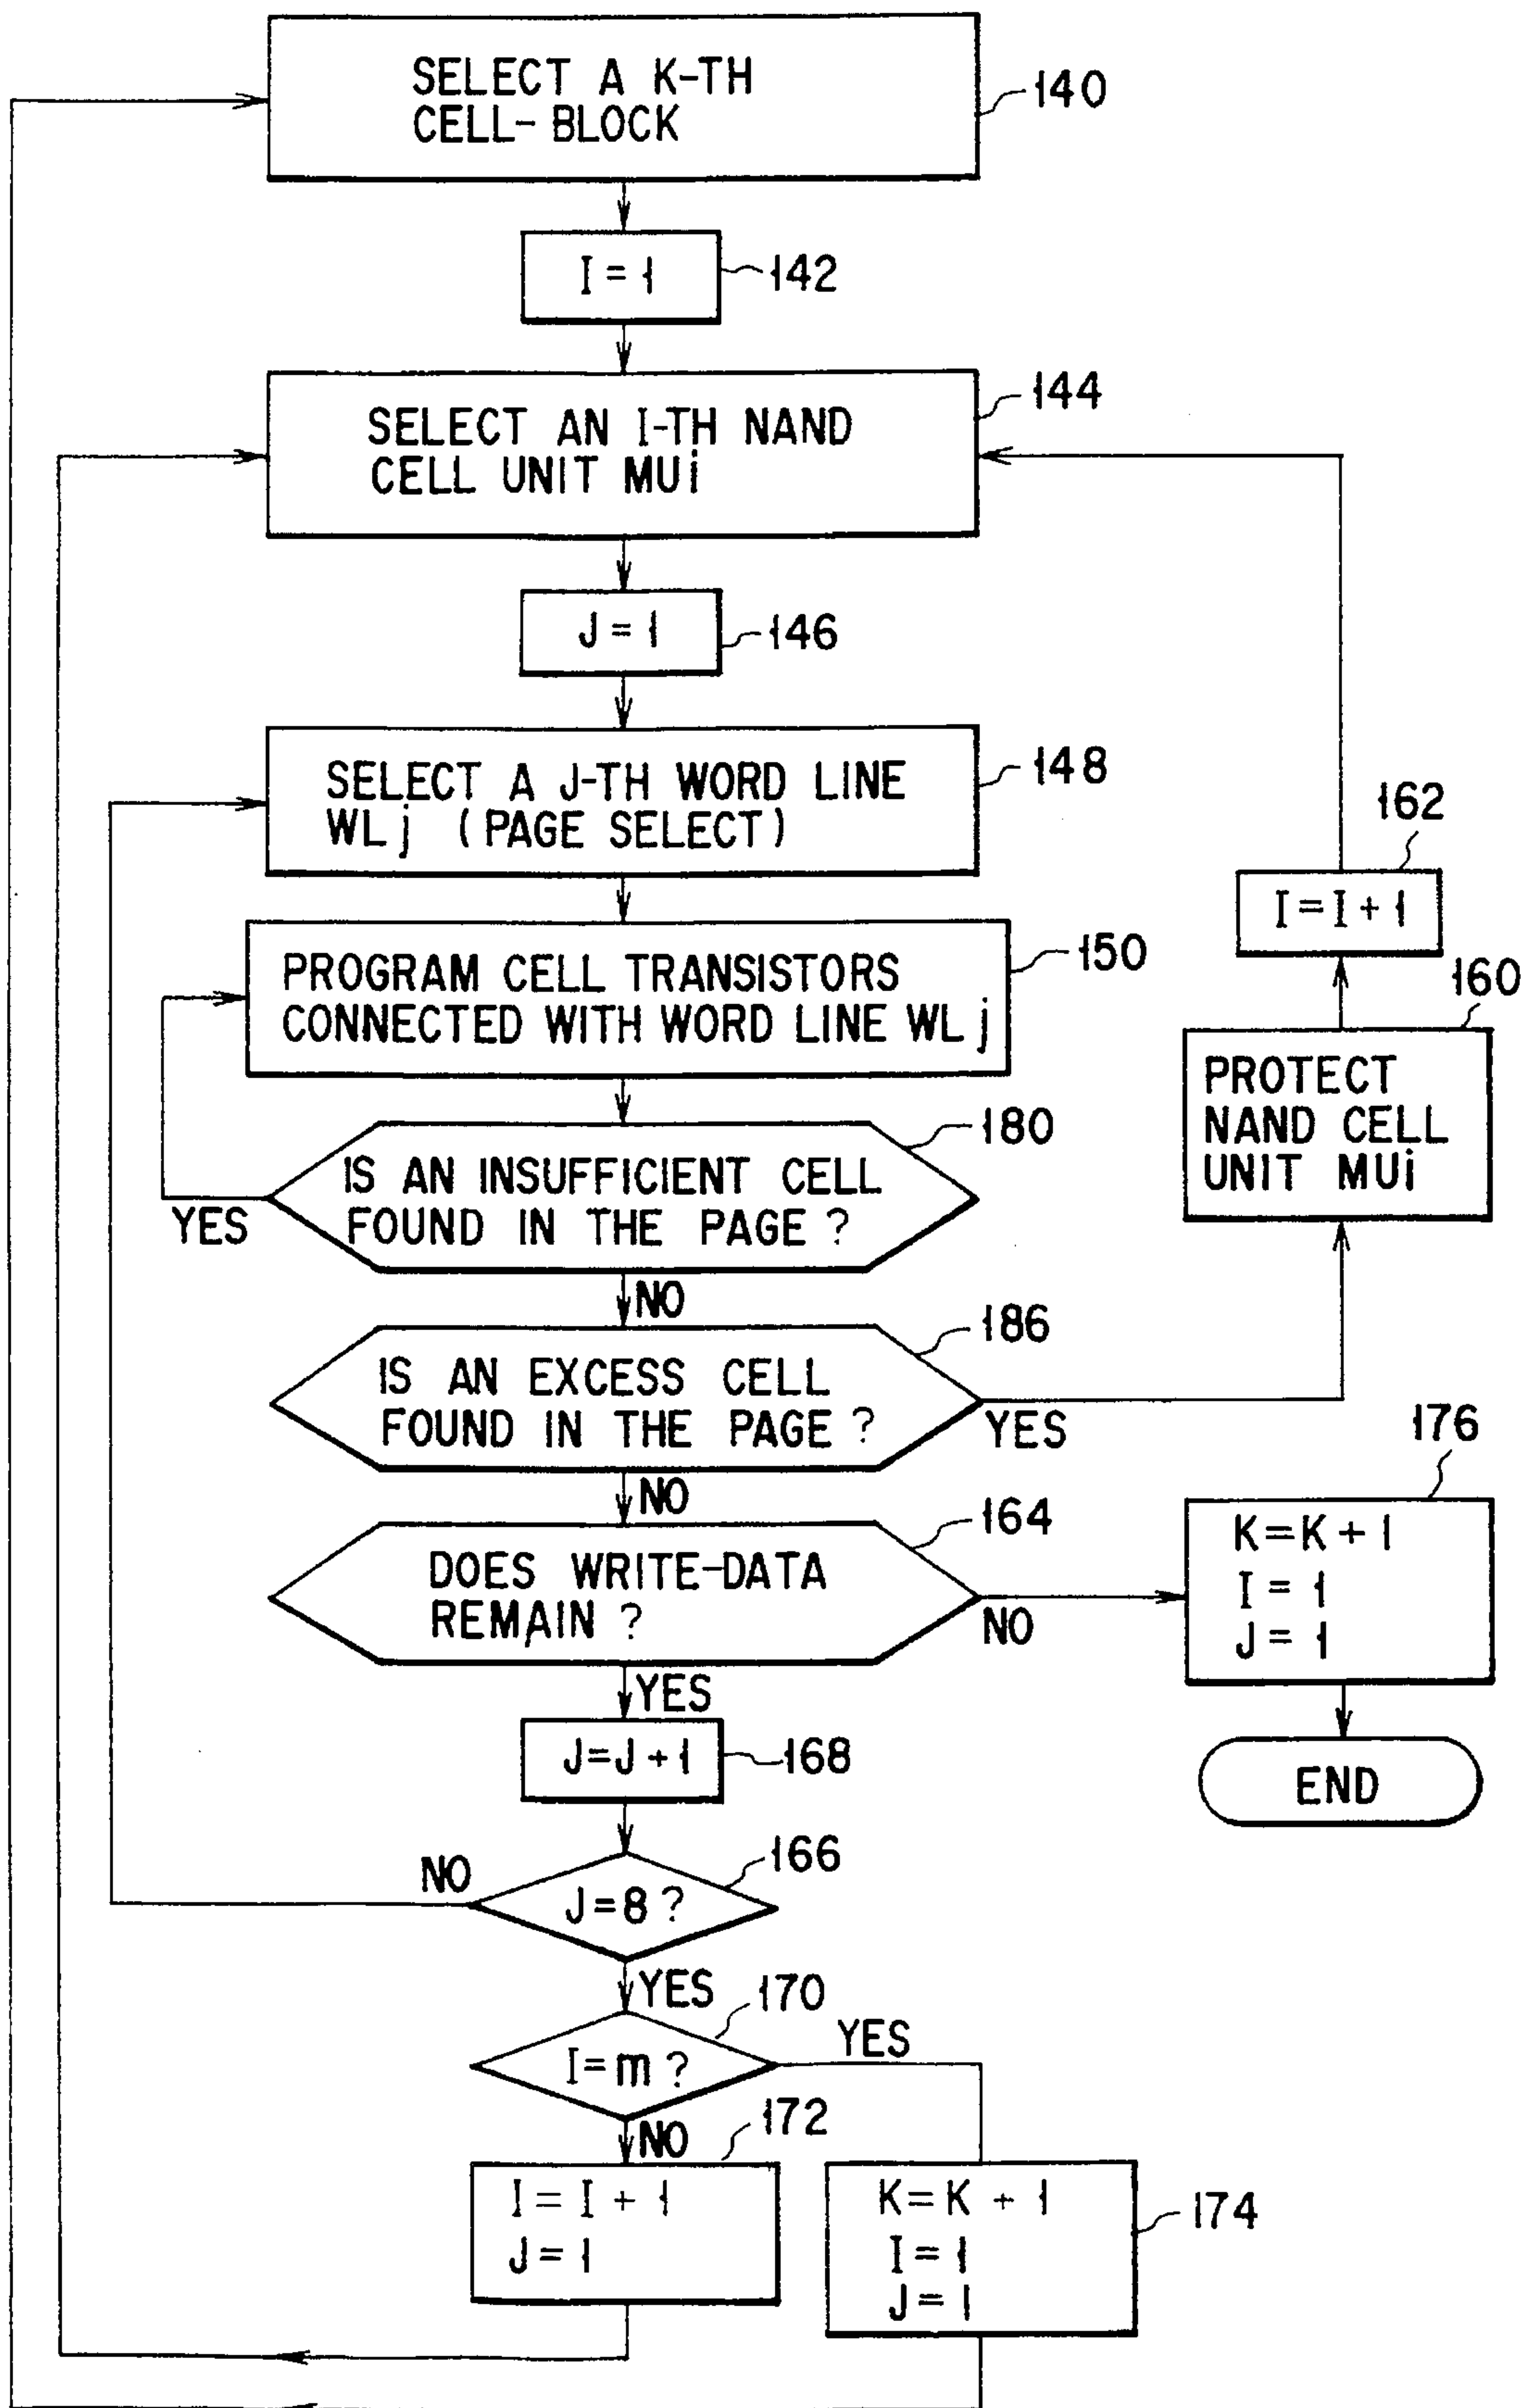 SELECT A K-TH
CELL-BLOCK
140
I = 1
142
SELECT AN I-TH NAND
CELL UNIT MUi
144
J = 1
146
SELECT A J-TH WORD LINE
WLj (PAGE SELECT)
148
162
I = I + 1
PROGRAM CELL TRANSISTORS
CONNECTED WITH WORD LINE WLj
150
160
PROTECT
NAND CELL
UNIT MUi
180
IS AN INSUFFICIENT CELL
FOUND IN THE PAGE ?
YES
NO
186
IS AN EXCESS CELL
FOUND IN THE PAGE ?
YES
NO
176
K = K + 1
I = 1
J = 1
164
DOES WRITE-DATA
REMAIN ?
NO
YES
J = J + 1
168
END
166
NO
J = 8 ?
YES
170
I = m ?
YES
NO
172
I = I + 1
J = 1
K = K + 1
I = 1
J = 1
174